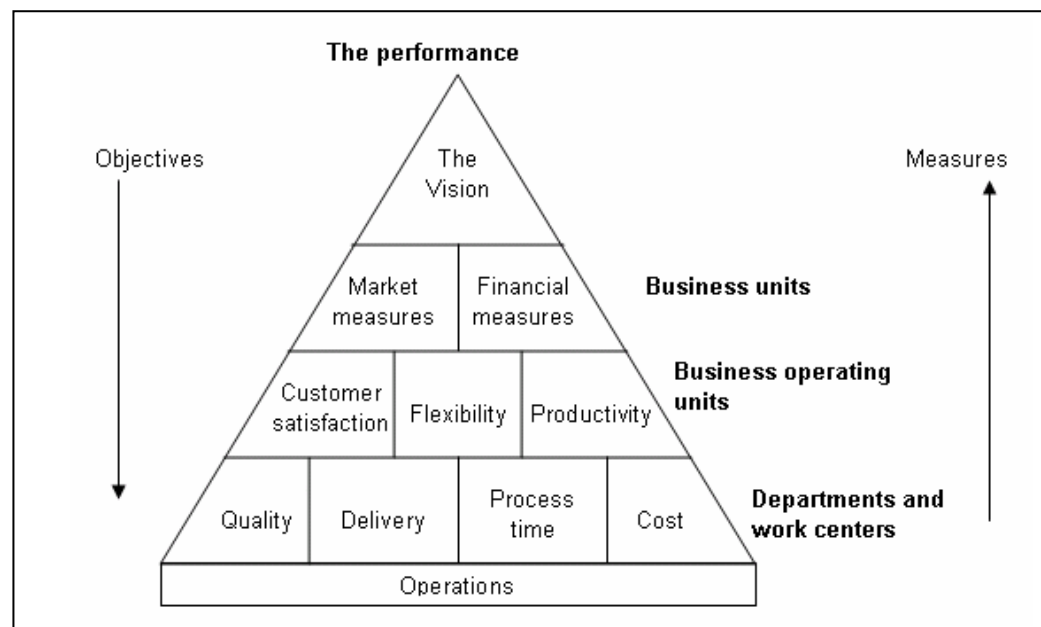 The performance
Objectives
Measures
The
Vision
Market
measures
Financial
measures
Business units
Customer
satisfaction
Flexibility
Productivity
Business operating
units
Quality
Delivery
Process
time
Cost
Departments and
work centers
Operations